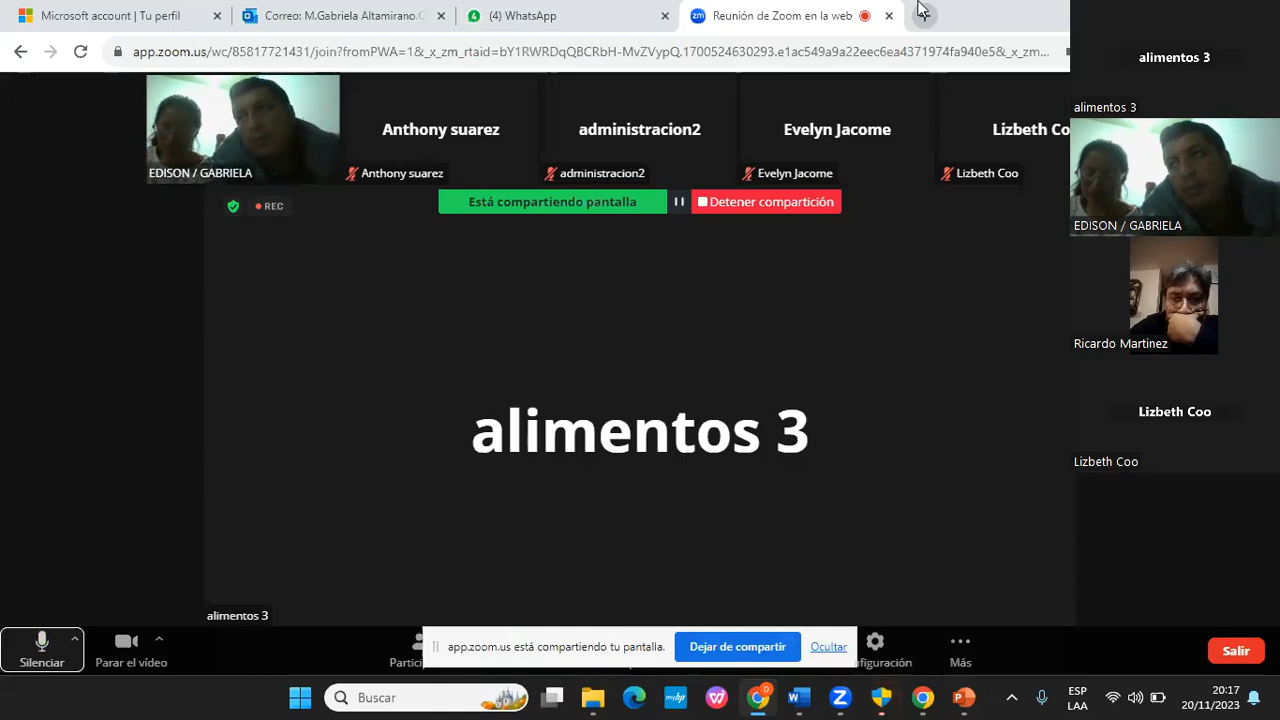 Microsoft account | Tu perfil
Correo: M.Gabriela Altamirano.C
(4) WhatsApp
Reunión de Zoom en la web
app.zoom.us/wc/85817721431/join?fromPWA=1&_x_zm_rtaid=bY1RWRDqQBCRbH-MvZVypQ.1700524630293.e1ac549a9a22eec6ea4371974fa940e5&_x_zm...
EDISON / GABRIELA
Anthony suarez
Anthony suarez
administracion2
administracion2
Evelyn Jacome
Evelyn Jacome
Lizbeth Co
Lizbeth Coo
REC
Está compartiendo pantalla
Detener compartición
alimentos 3
alimentos 3
alimentos 3
alimentos 3
EDISON / GABRIELA
Ricardo Martinez
Lizbeth Coo
Lizbeth Coo
Silenciar
Parar el vídeo
Partici
app.zoom.us está compartiendo tu pantalla.
Dejar de compartir
Ocultar
figuración
Más
Salir
Buscar
ESP
LAA
20:17
20/11/2023